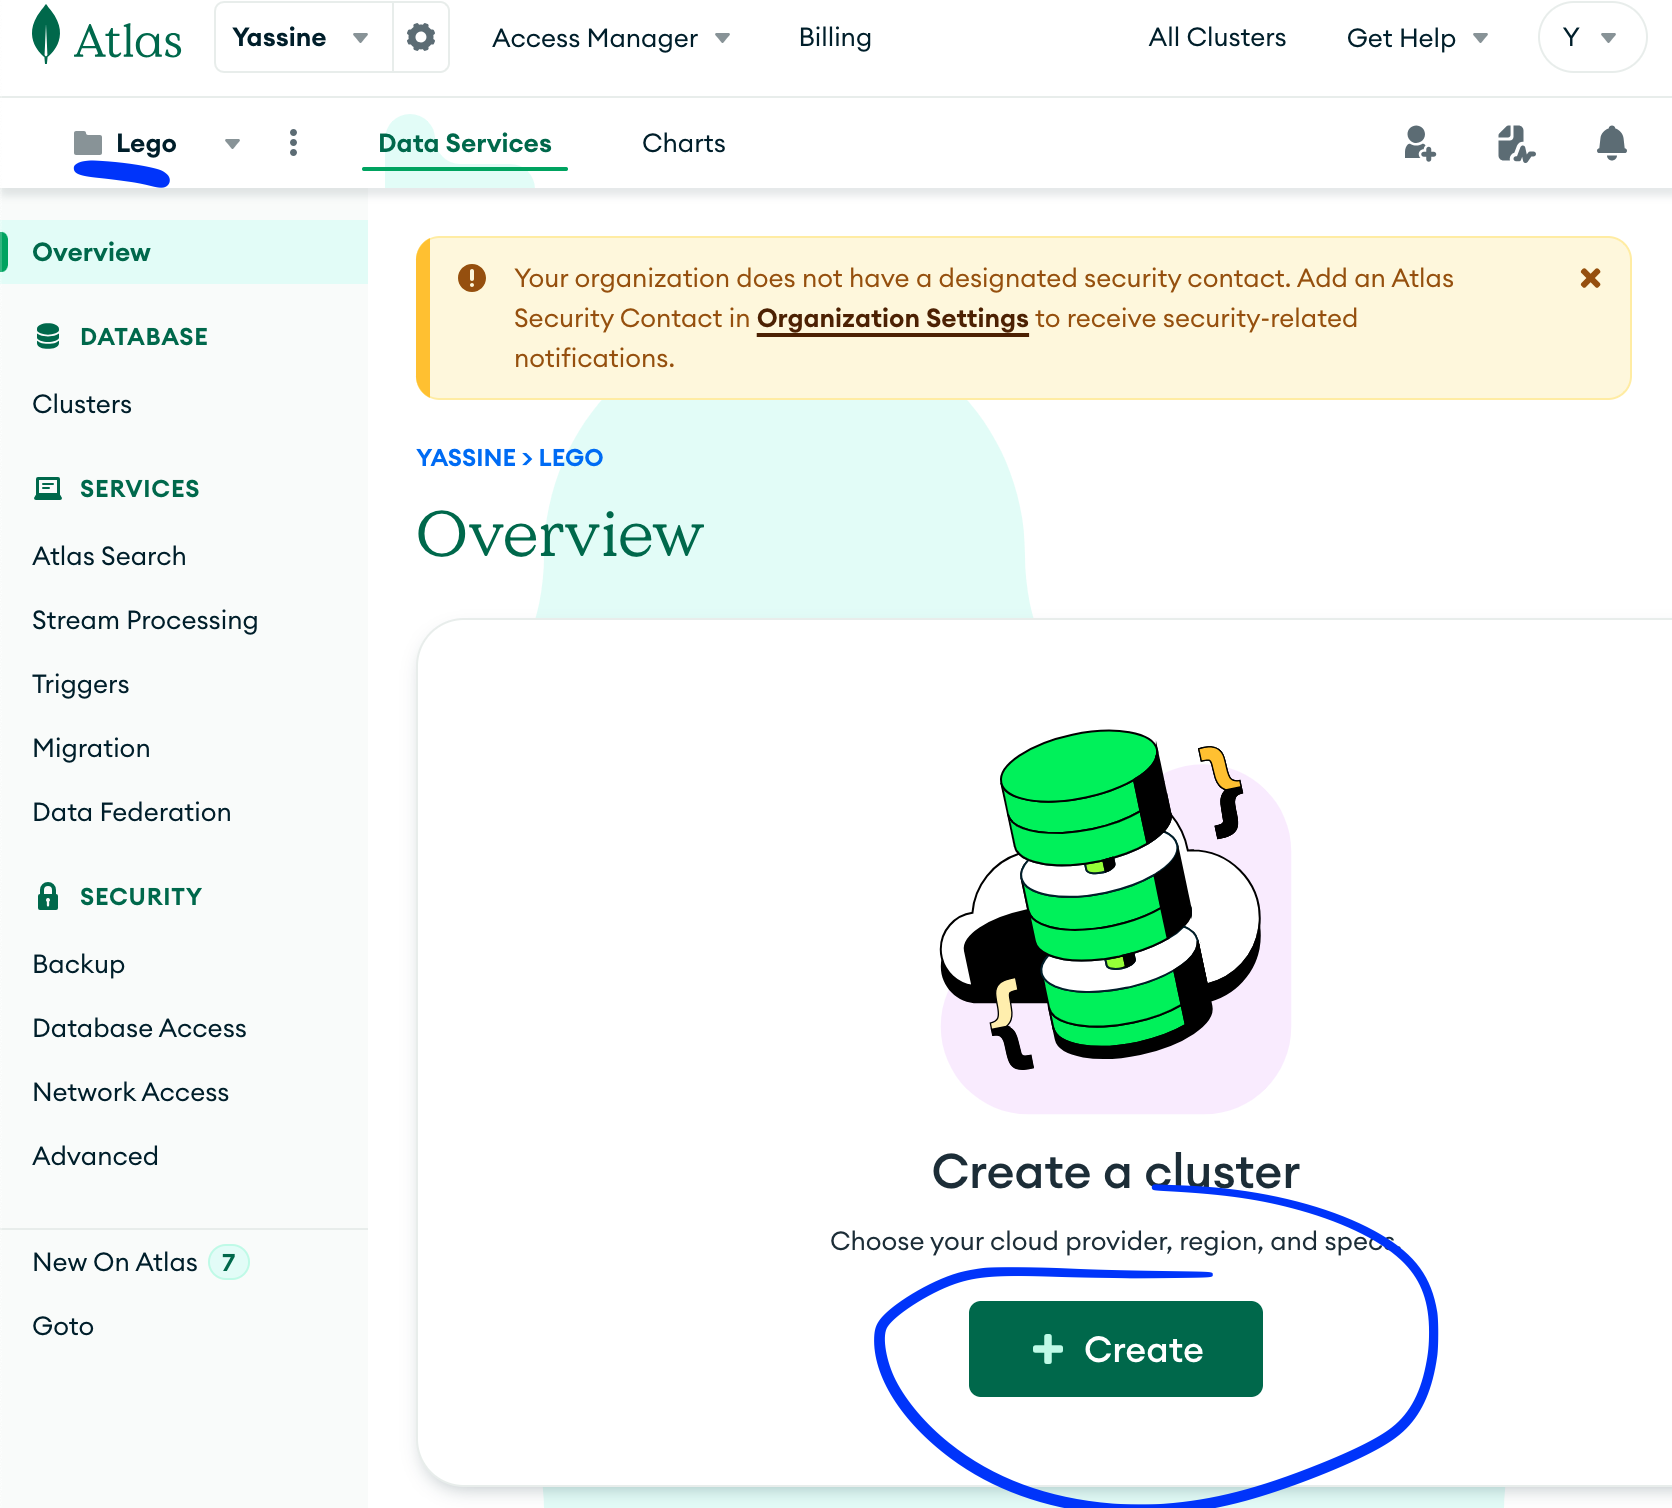 Atlas
Yassine
Access Manager
Billing
All Clusters
Get Help
Y
Lego
Data Services
Charts
Overview
DATABASE
Clusters
SERVICES
Atlas Search
Stream Processing
Triggers
Migration
Data Federation
SECURITY
Backup
Database Access
Network Access
Advanced
New On Atlas 7
Goto
Your organization does not have a designated security contact. Add an Atlas
Security Contact in Organization Settings to receive security-related
notifications.
YASSINE > LEGO
Overview
Create a cluster
Choose your cloud provider, region, and specs.
+ Create